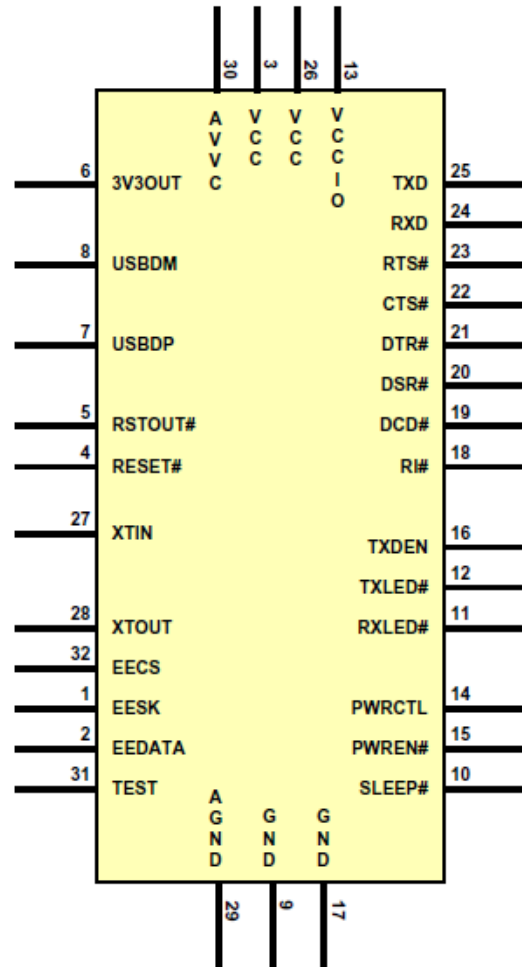 30 3 26 13
AVVC VCC VCC VCCIO
6 3V3OUT TXD 25
RXD 24
8 USBDM RTS# 23
CTS# 22
7 USBDP DTR# 21
DSR# 20
5 RSTOUT# DCD# 19
4 RESET# RI# 18
27 XTIN
TXDEN 16
TXLED# 12
28 XTOUT RXLED# 11
32 EECS
1 EESK PWRCTL 14
2 EEDATA PWREN# 15
31 TEST SLEEP# 10
AGND GND GND
29 9 17